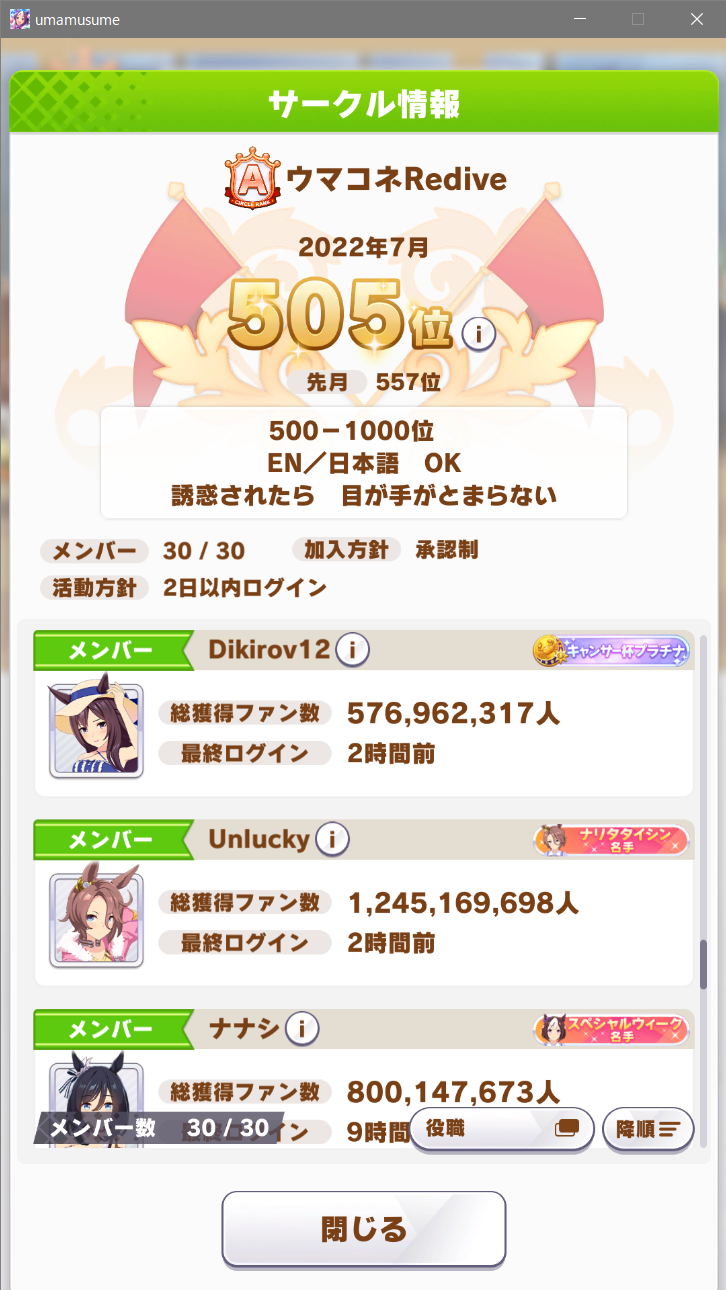 umamusume
サークル情報
A
CIRCLE RANK
ウマコネRedive
2022年7月
505位
i
先月 557位
500－1000位
EN／日本語　OK
誘惑されたら　目が手がとまらない
メンバー 30 / 30 加入方針 承認制
活動方針 2日以内ログイン
メンバー Dikirov12 i キャンサー杯プラチナ
総獲得ファン数 576,962,317人
最終ログイン 2時間前
メンバー Unlucky i ナリタタイシン
名手
総獲得ファン数 1,245,169,698人
最終ログイン 2時間前
メンバー ナナシ i スペシャルウィーク
名手
総獲得ファン数 800,147,673人
メンバー数 30 / 30 イン 9時間 役職 降順
閉じる